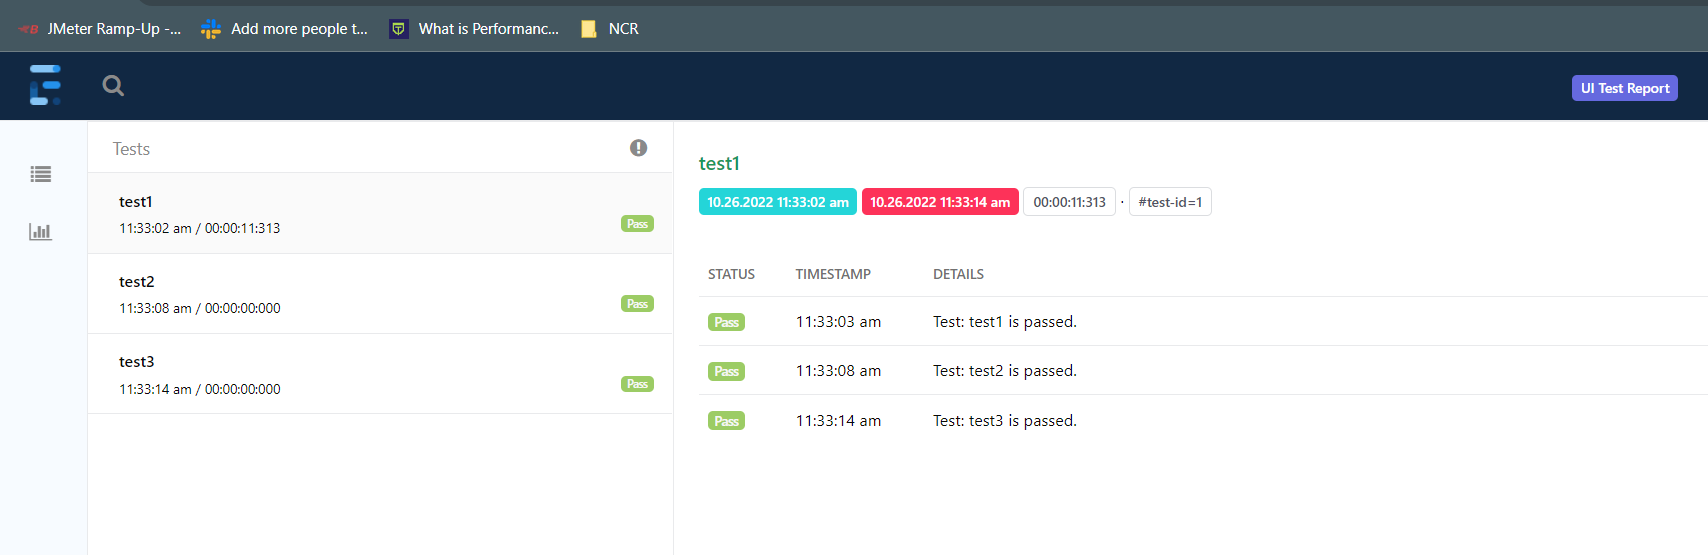 JMeter Ramp-Up -... Add more people t... What is Performanc... NCR
UI Test Report
Tests
test1
11:33:02 am / 00:00:11:313 Pass
test2
11:33:08 am / 00:00:00:000 Pass
test3
11:33:14 am / 00:00:00:000 Pass
test1
10.26.2022 11:33:02 am 10.26.2022 11:33:14 am 00:00:11:313 · #test-id=1
STATUS TIMESTAMP DETAILS
Pass 11:33:03 am Test: test1 is passed.
Pass 11:33:08 am Test: test2 is passed.
Pass 11:33:14 am Test: test3 is passed.